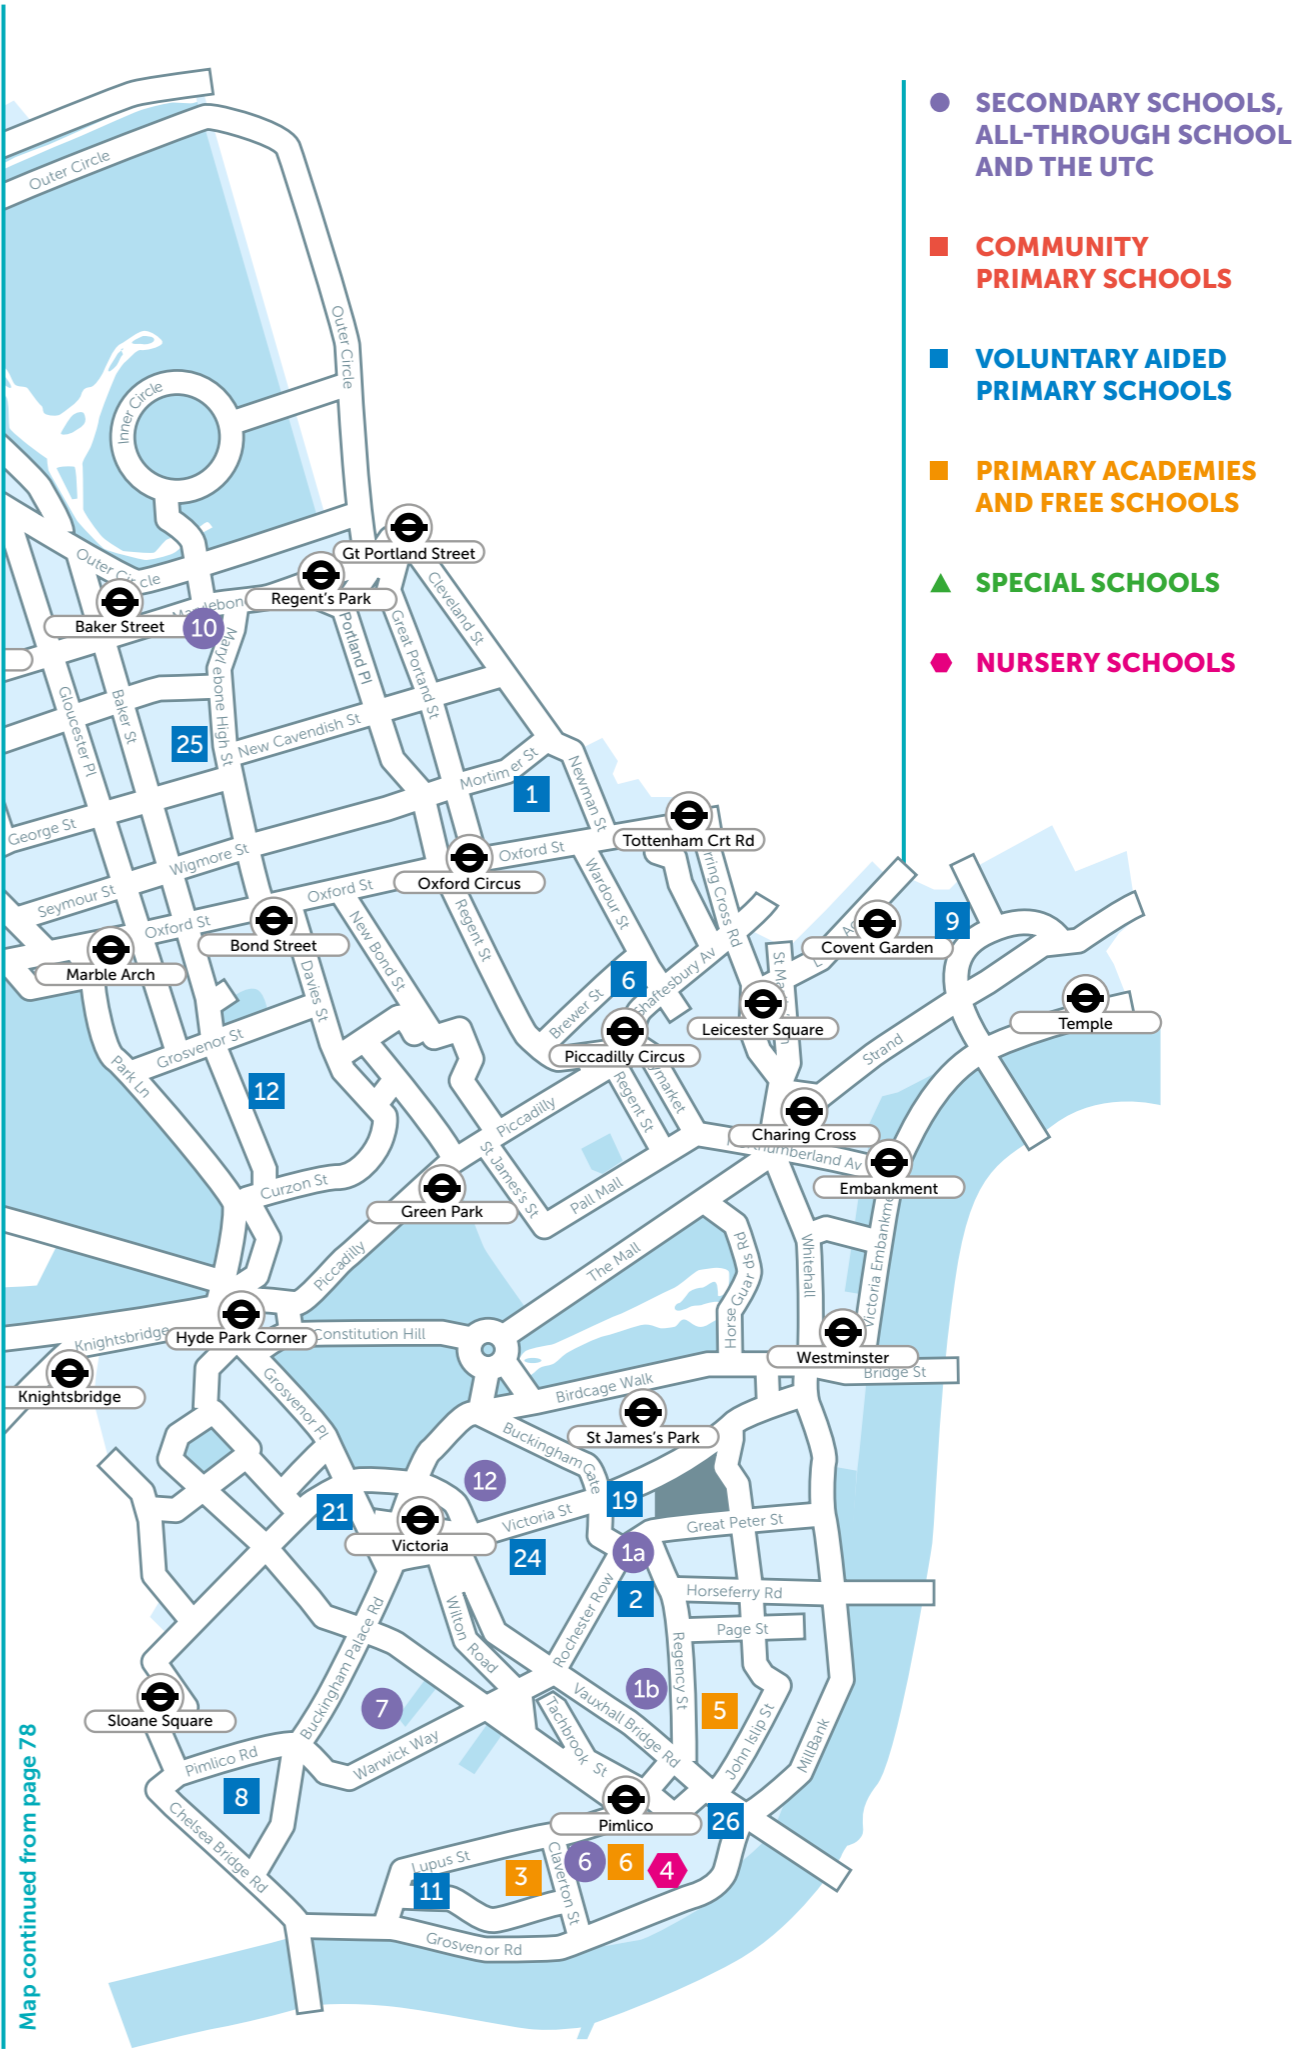 SECONDARY SCHOOLS,
ALL-THROUGH SCHOOL
AND THE UTC
COMMUNITY
PRIMARY SCHOOLS
VOLUNTARY AIDED
PRIMARY SCHOOLS
PRIMARY ACADEMIES
AND FREE SCHOOLS
SPECIAL SCHOOLS
NURSERY SCHOOLS
Outer Circle
Outer Circle
Inner Circle
Gt Portland Street
Outer Circle
Regent's Park
Baker Street
10
Cleveland St
Portland Pl
Great Portland St
Marylebone High St
Gloucester Pl
Baker St
25
New Cavendish St
Mortimer St
1
Newman St
George St
Tottenham Crt Rd
Wigmore St
Oxford St
Oxford Circus
Seymour St
Oxford St
Wardour St
Oxford St
Bond Street
New Bond St
Regent St
9
Covent Garden
Marble Arch
6
Davies St
Brewer St
Shaftesbury Av
Leicester Square
Temple
Piccadilly Circus
Grosvenor St
Park Ln
12
Strand
Regent St
Piccadilly
Charing Cross
St James's St
Embankment
Curzon St
Green Park
Pall Mall
Piccadilly
The Mall
Whitehall
Horse Guards Rd
Hyde Park Corner
Knightsbridge
Constitution Hill
Westminster
Bridge St
Knightsbridge
Grosvenor Pl
Birdcage Walk
St James's Park
Buckingham Gate
12
19
21
Victoria
Victoria St
Great Peter St
24
1a
2
Horseferry Rd
Page St
Rochester Row
Wilton Road
Buckingham Palace Rd
Regency St
1b
5
7
Sloane Square
Vauxhall Bridge Rd
Tachbrook St
John Islip St
MillBank
Warwick Way
Pimlico Rd
8
Pimlico
26
Chelsea Bridge Rd
Lupus St
11
3
Claverton St
6
6
4
Grosvenor Rd
Map continued from page 78